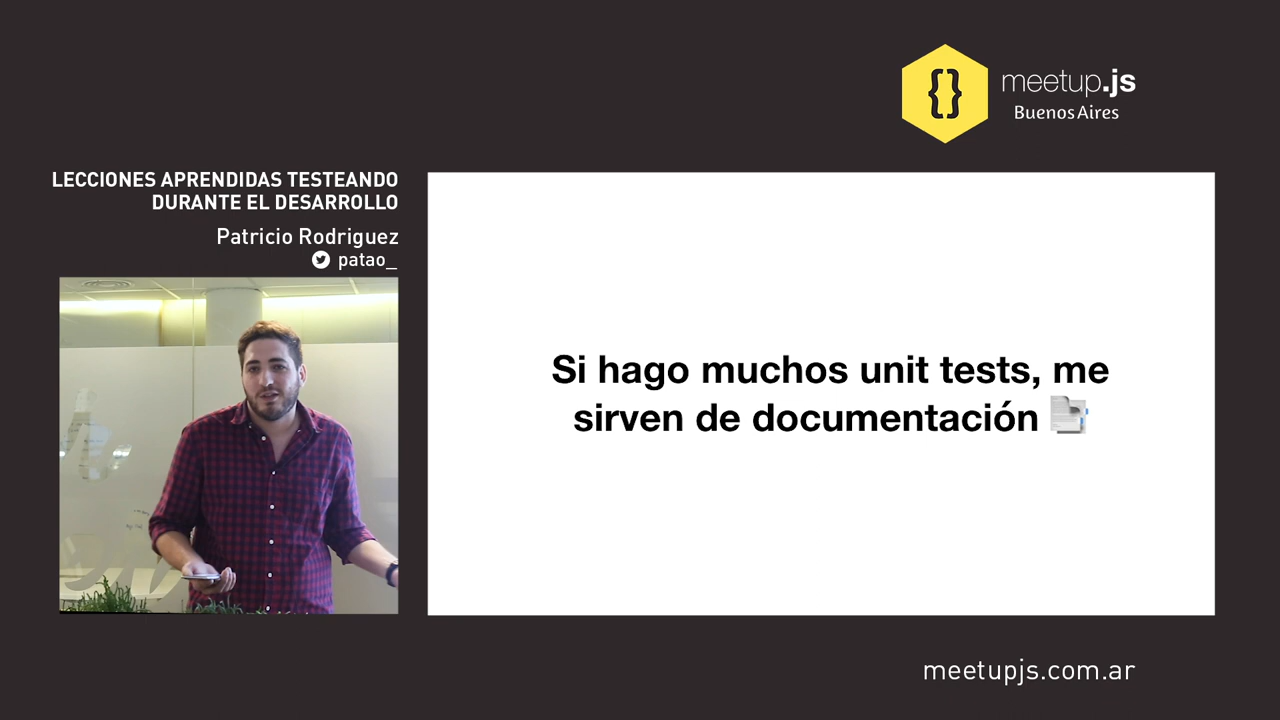 {}
meetup.js
Buenos Aires
LECCIONES APRENDIDAS TESTEANDO
DURANTE EL DESARROLLO
Patricio Rodriguez
patao_
Si hago muchos unit tests, me
sirven de documentación
meetupjs.com.ar